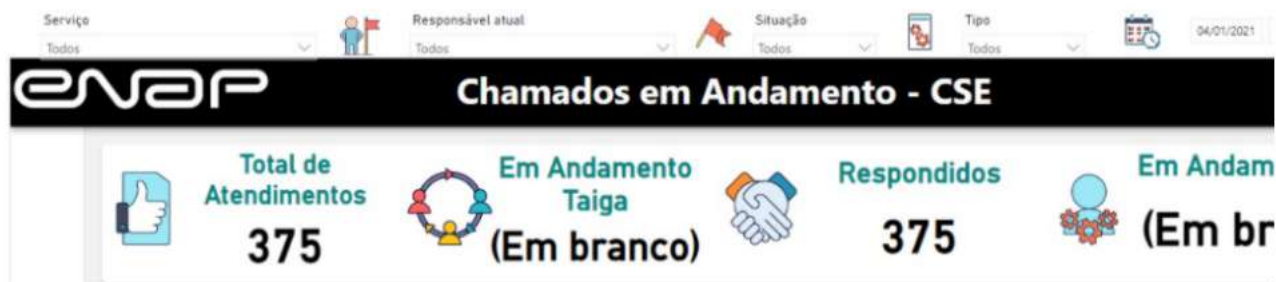 Serviço
Todos
Responsável atual
Todos
Situação
Todos
Tipo
Todos
04/01/2021
enap
Chamados em Andamento - CSE
Total de
Atendimentos
375
Em Andamento
Taiga
(Em branco)
Respondidos
375
Em Andam
(Em br